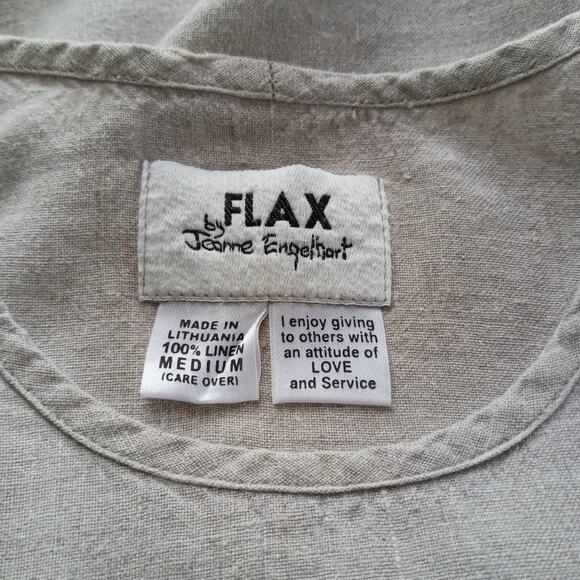 FLAX
by
Jeanne Engelhart
MADE IN
LITHUANIA
100% LINEN
MEDIUM
(CARE OVER)
I enjoy giving
to others with
an attitude of
LOVE
and Service